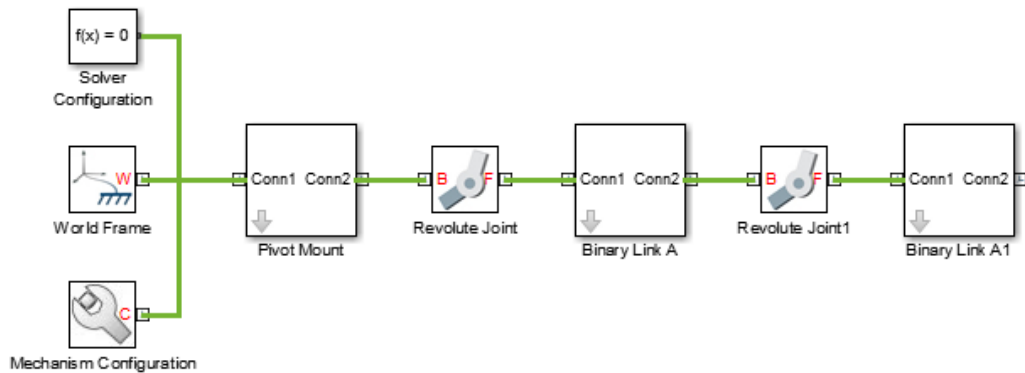 f(x) = 0
Solver
Configuration
W
World Frame
C
Mechanism Configuration
Conn1 Conn2
Pivot Mount
B F
Revolute Joint
Conn1 Conn2
Binary Link A
B F
Revolute Joint1
Conn1 Conn2
Binary Link A1